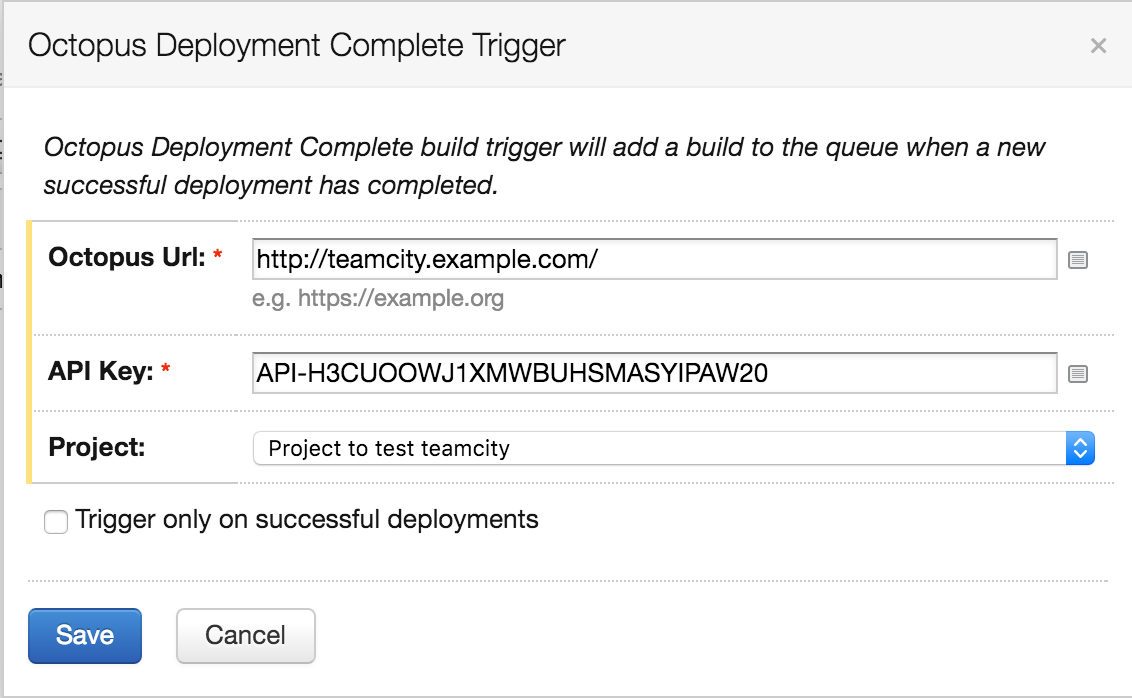 Octopus Deployment Complete Trigger
×
Octopus Deployment Complete build trigger will add a build to the queue when a new
successful deployment has completed.
Octopus Url: *
http://teamcity.example.com/
e.g. https://example.org
API Key: *
API-H3CUOOWJ1XMWBUHSMASYIPAW20
Project:
Project to test teamcity
Trigger only on successful deployments
Save
Cancel